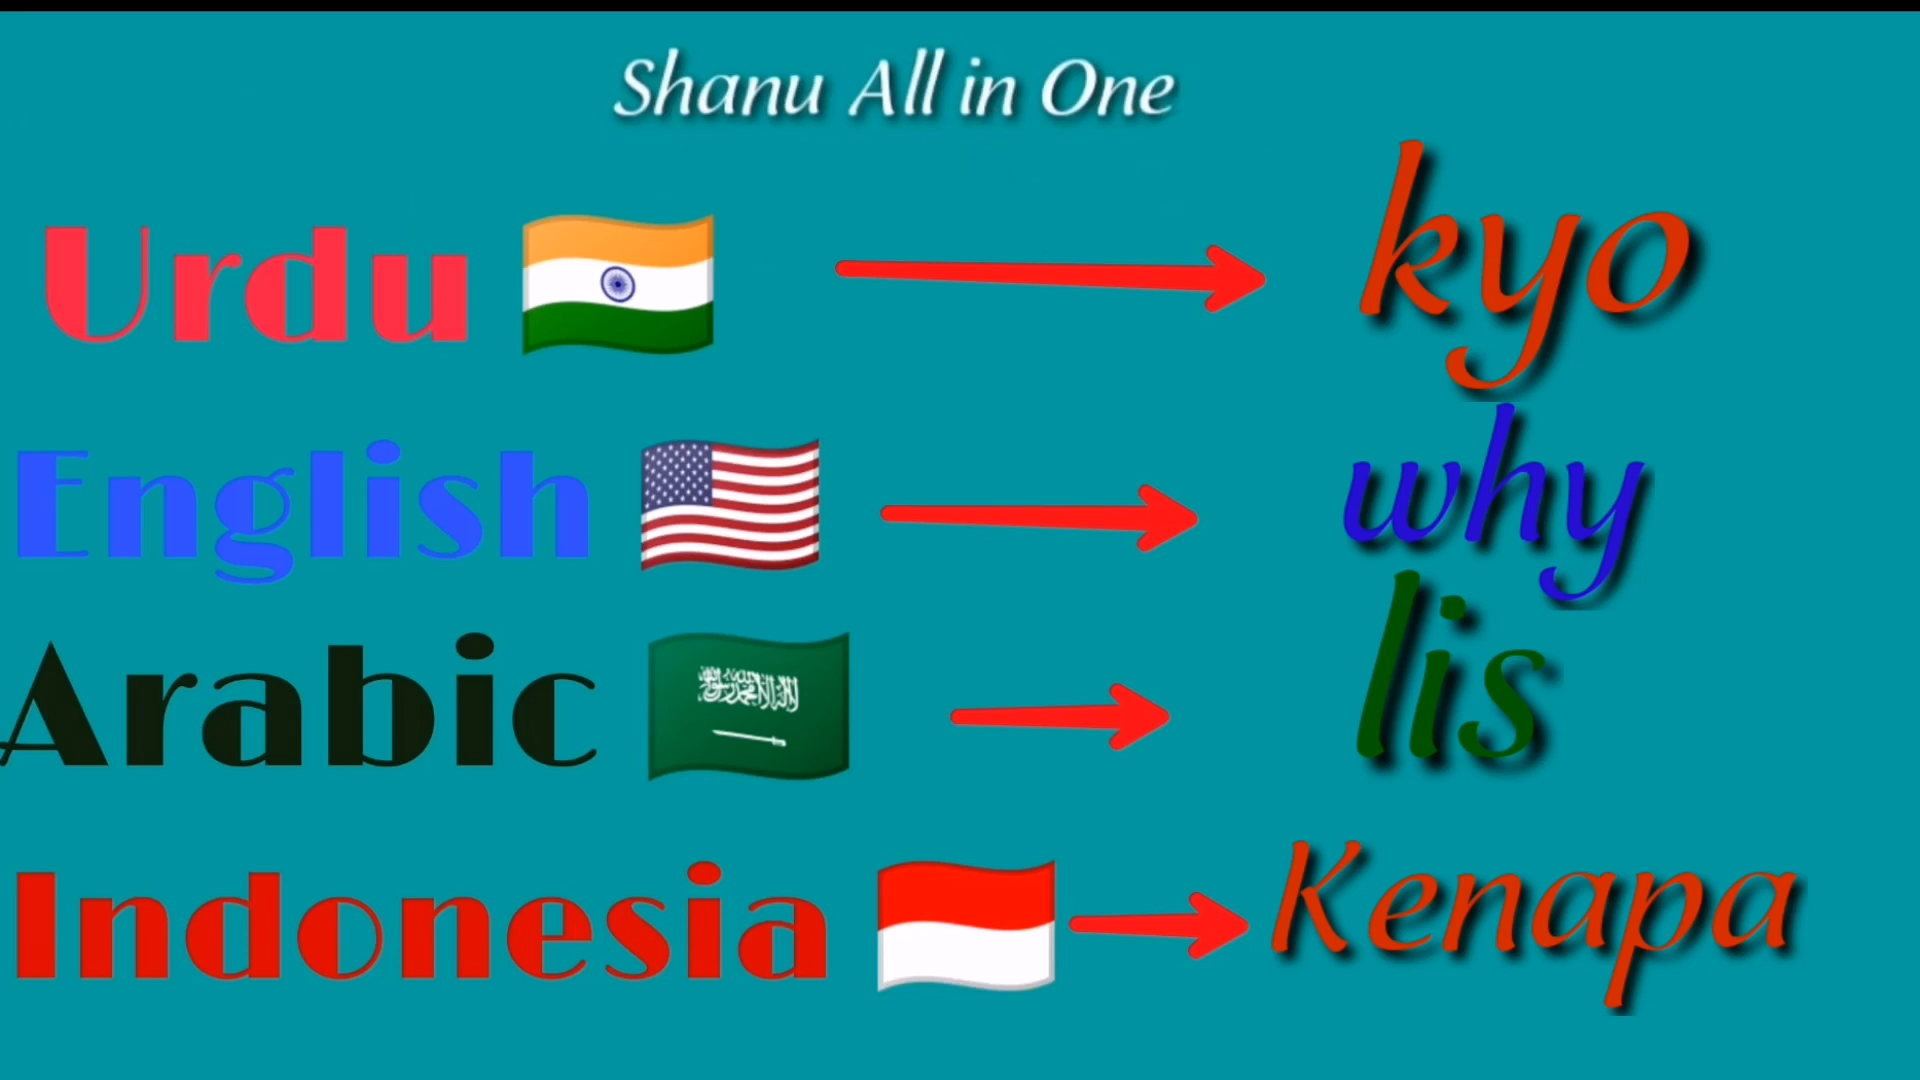 Shanu All in One
Urdu kyo
English why
Arabic lis
Indonesia Kenapa